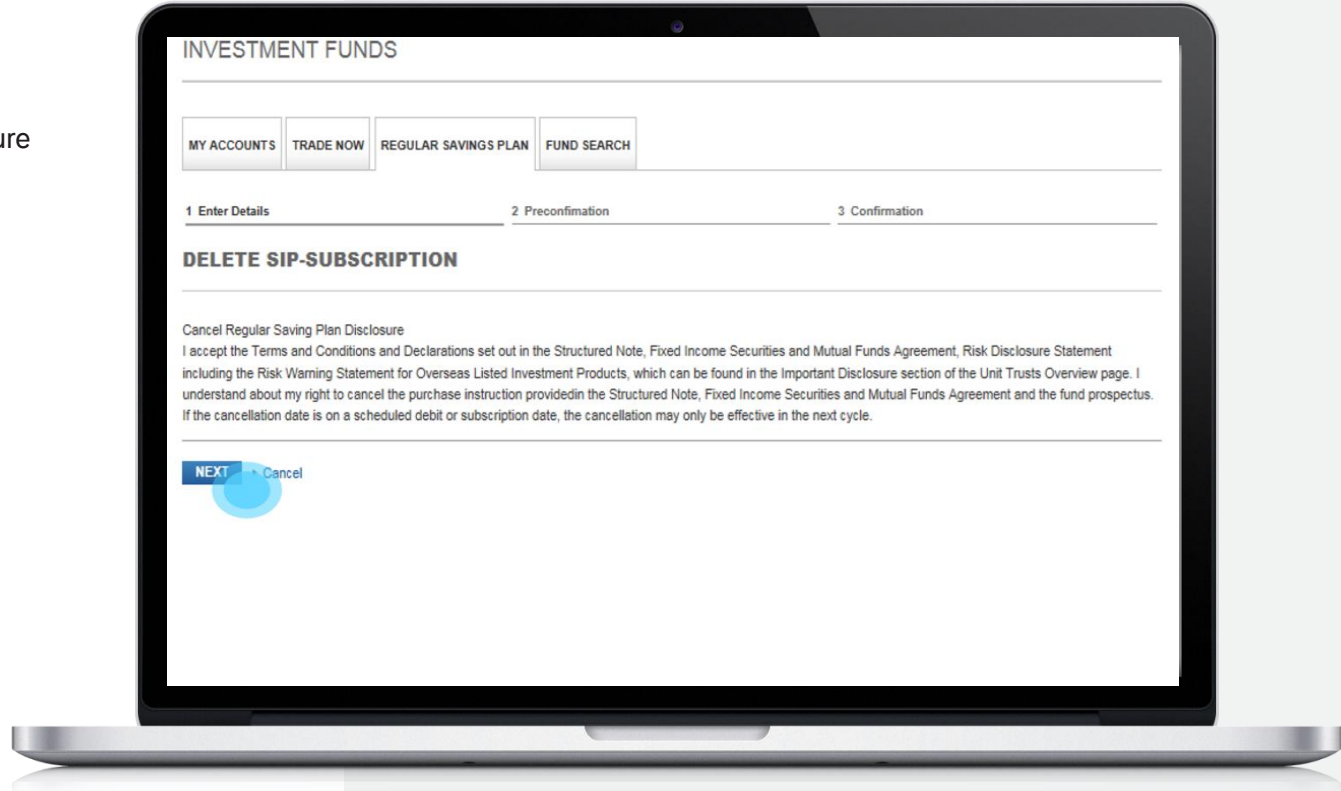 INVESTMENT FUNDS
ure
MY ACCOUNTS TRADE NOW REGULAR SAVINGS PLAN FUND SEARCH
1 Enter Details 2 Preconfimation 3 Confirmation
DELETE SIP-SUBSCRIPTION
Cancel Regular Saving Plan Disclosure
I accept the Terms and Conditions and Declarations set out in the Structured Note, Fixed Income Securities and Mutual Funds Agreement, Risk Disclosure Statement
including the Risk Warning Statement for Overseas Listed Investment Products, which can be found in the Important Disclosure section of the Unit Trusts Overview page. I
understand about my right to cancel the purchase instruction providedin the Structured Note, Fixed Income Securities and Mutual Funds Agreement and the fund prospectus.
If the cancellation date is on a scheduled debit or subscription date, the cancellation may only be effective in the next cycle.
NEXT Cancel